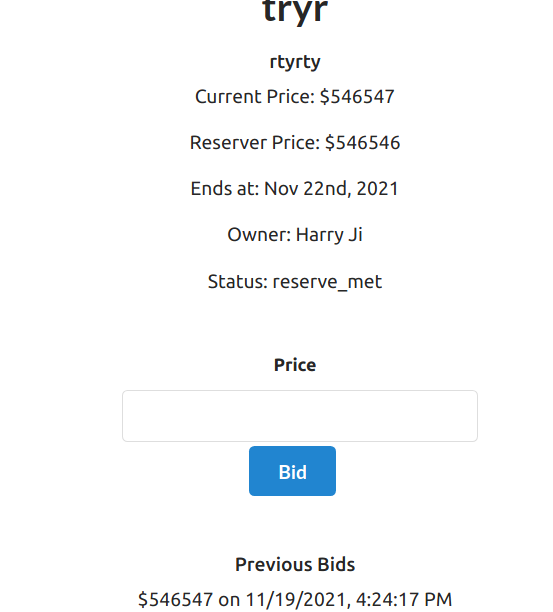 tryr
rtyrty
Current Price: $546547
Reserver Price: $546546
Ends at: Nov 22nd, 2021
Owner: Harry Ji
Status: reserve_met
Price
Bid
Previous Bids
$546547 on 11/19/2021, 4:24:17 PM